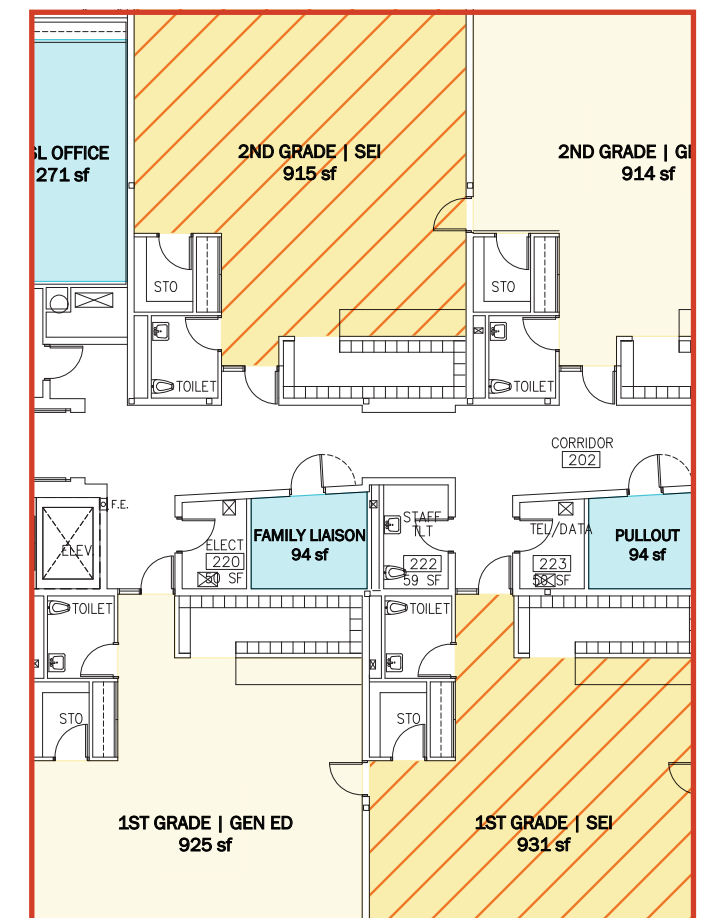 SL OFFICE
271 sf
2ND GRADE | SEI
915 sf
2ND GRADE | GE
914 sf
STO
STO
TOILET
TOILET
CORRIDOR
202
F.E.
ELEV.
ELECT
220
50 SF
FAMILY LIAISON
94 sf
STAFF
TLT
222
59 SF
TEL/DATA
223
SF
PULLOUT
94 sf
TOILET
TOILET
STO
STO
1ST GRADE | GEN ED
925 sf
1ST GRADE | SEI
931 sf